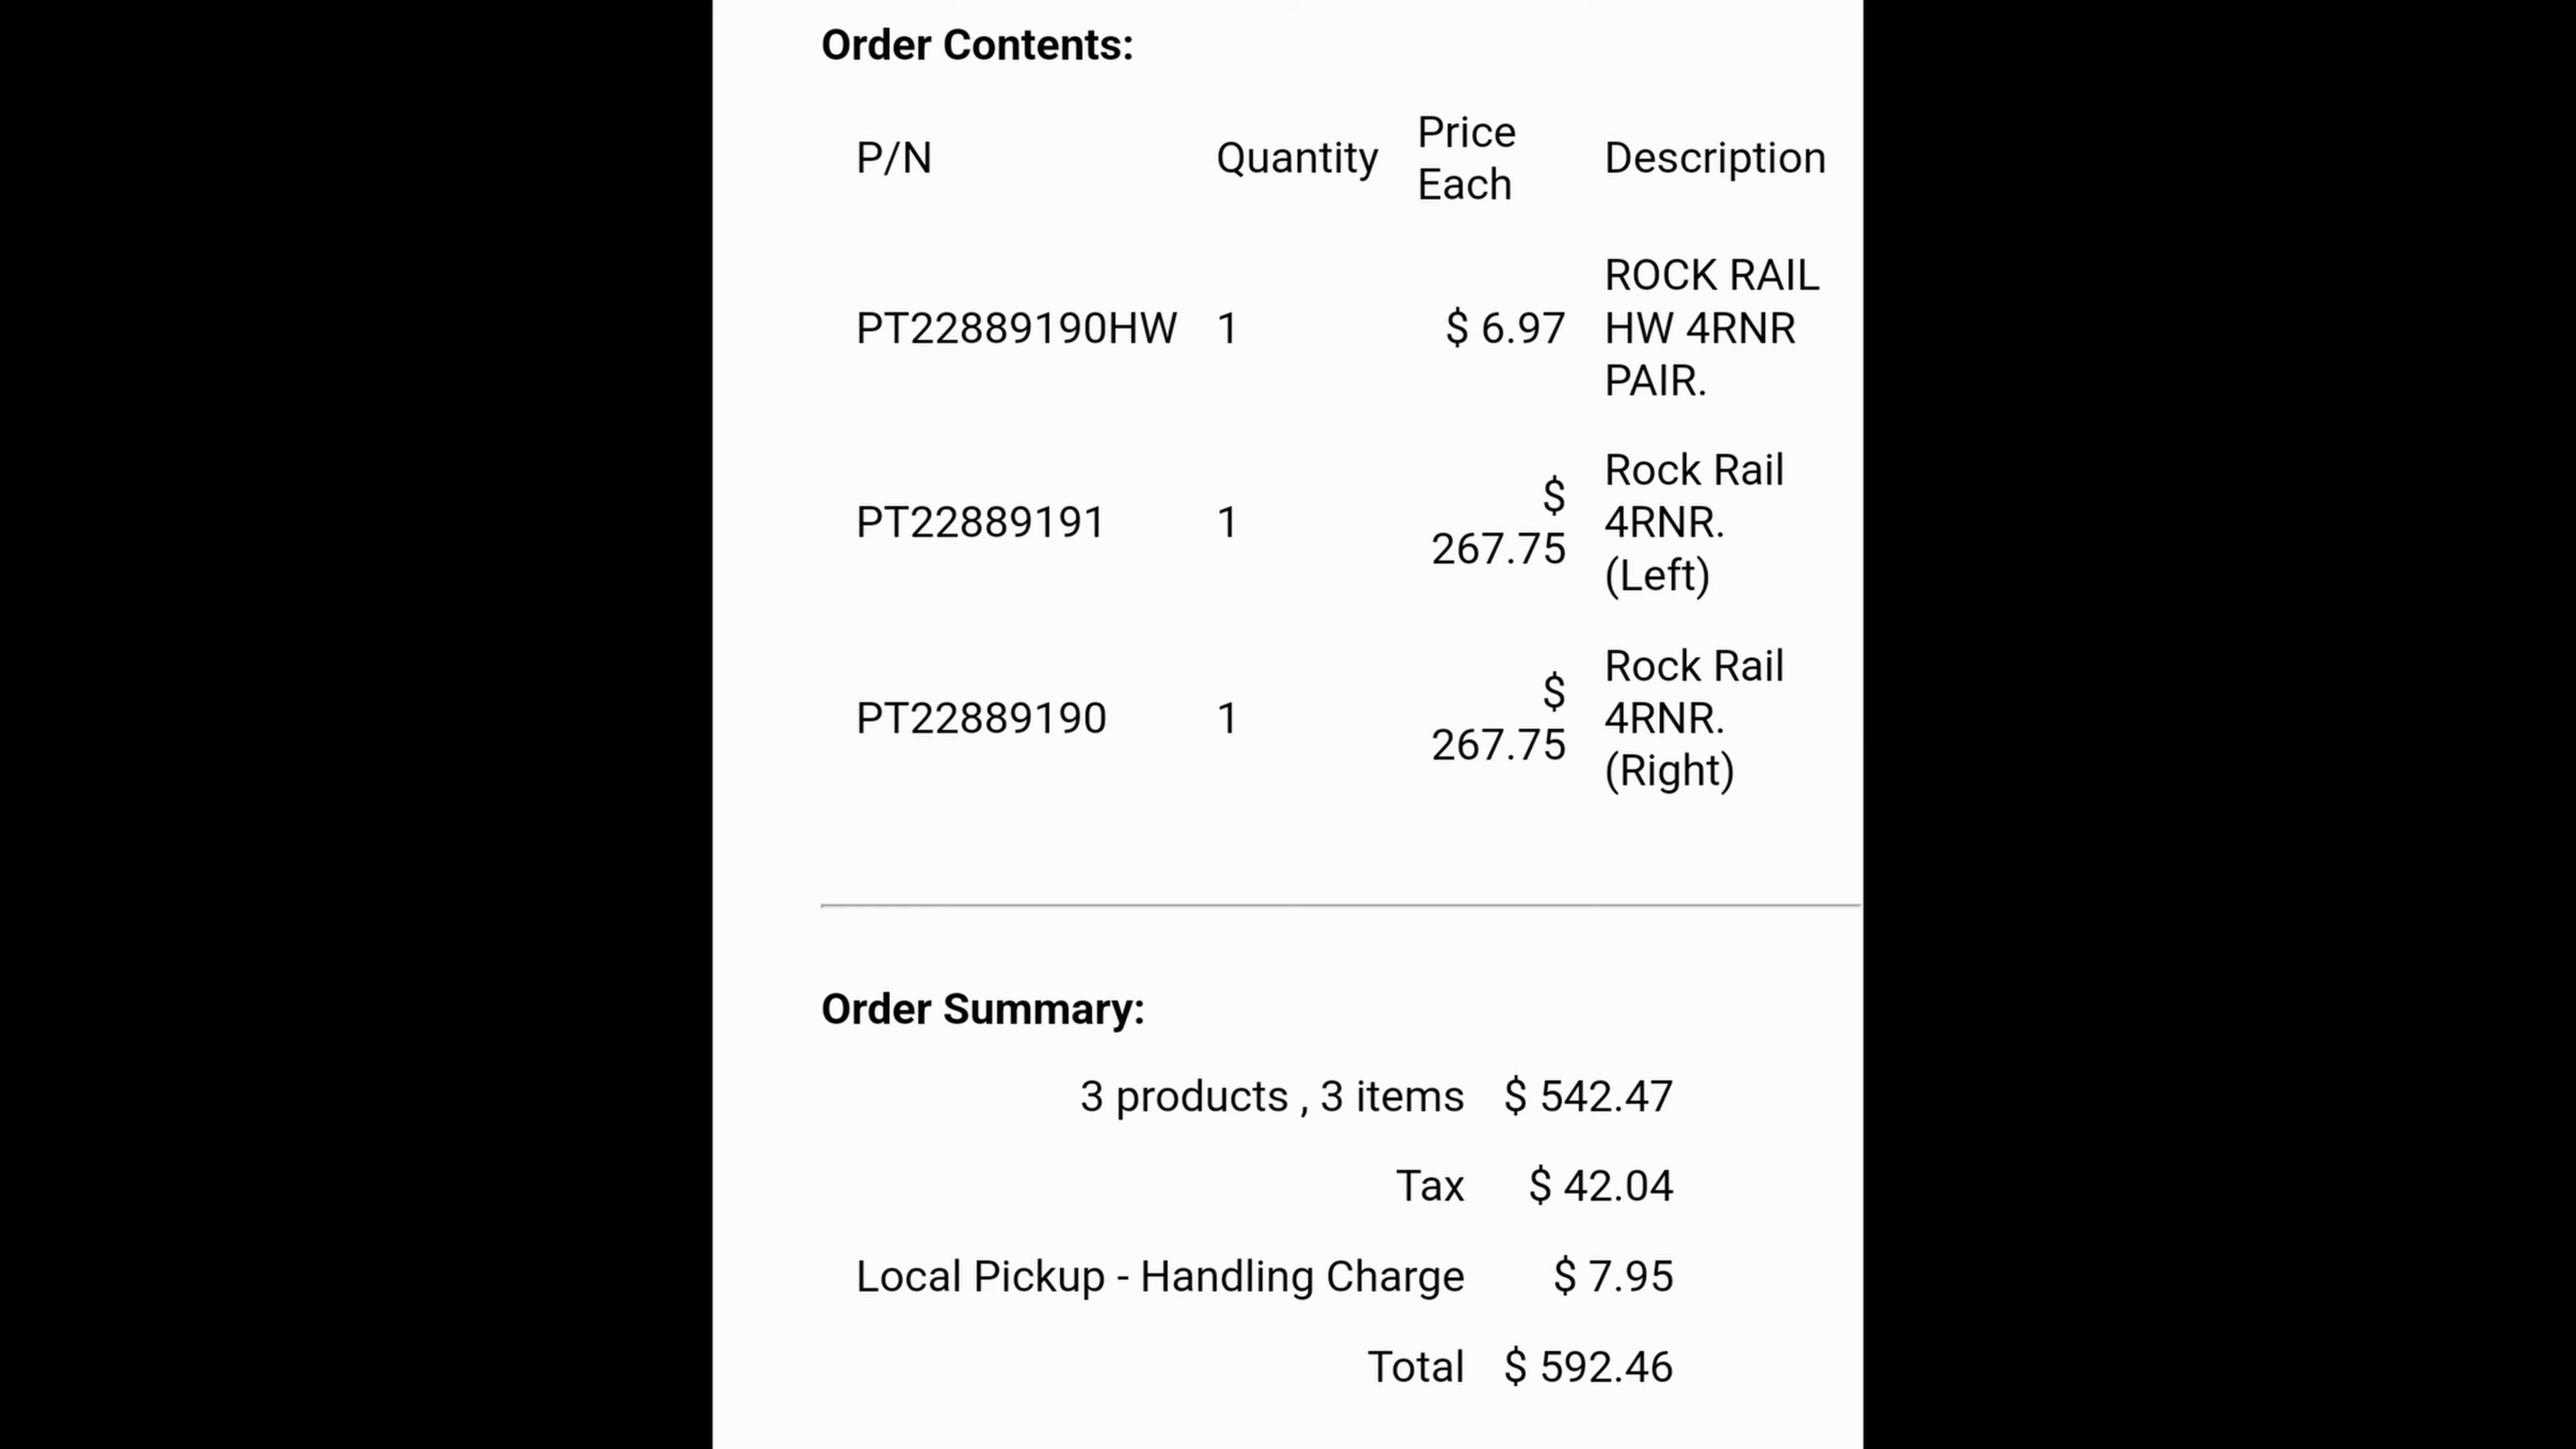 Order Contents:
P/N Quantity Price Each Description
PT22889190HW 1 $ 6.97 ROCK RAIL HW 4RNR PAIR.
PT22889191 1 $ 267.75 Rock Rail 4RNR. (Left)
PT22889190 1 $ 267.75 Rock Rail 4RNR. (Right)
Order Summary:
3 products , 3 items $ 542.47
Tax $ 42.04
Local Pickup - Handling Charge $ 7.95
Total $ 592.46